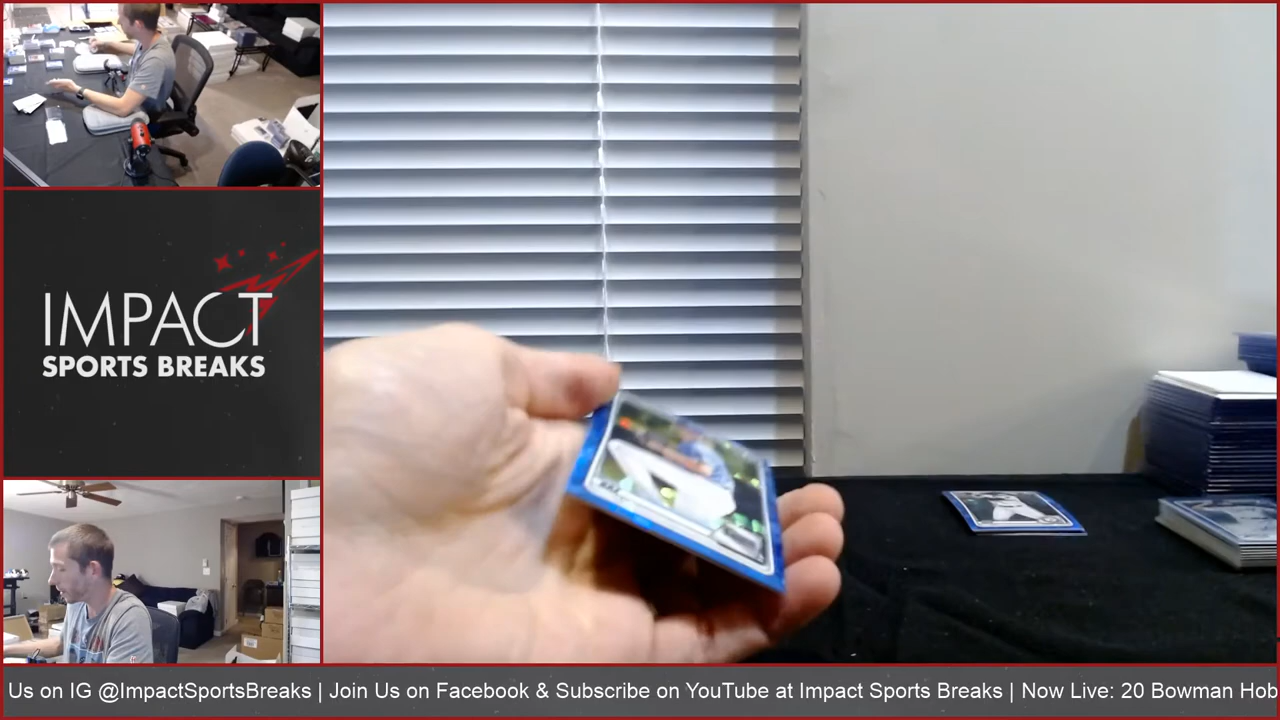 IMPACT
SPORTS BREAKS
Us on IG @ImpactSportsBreaks | Join Us on Facebook & Subscribe on YouTube at Impact Sports Breaks | Now Live: 20 Bowman Hob